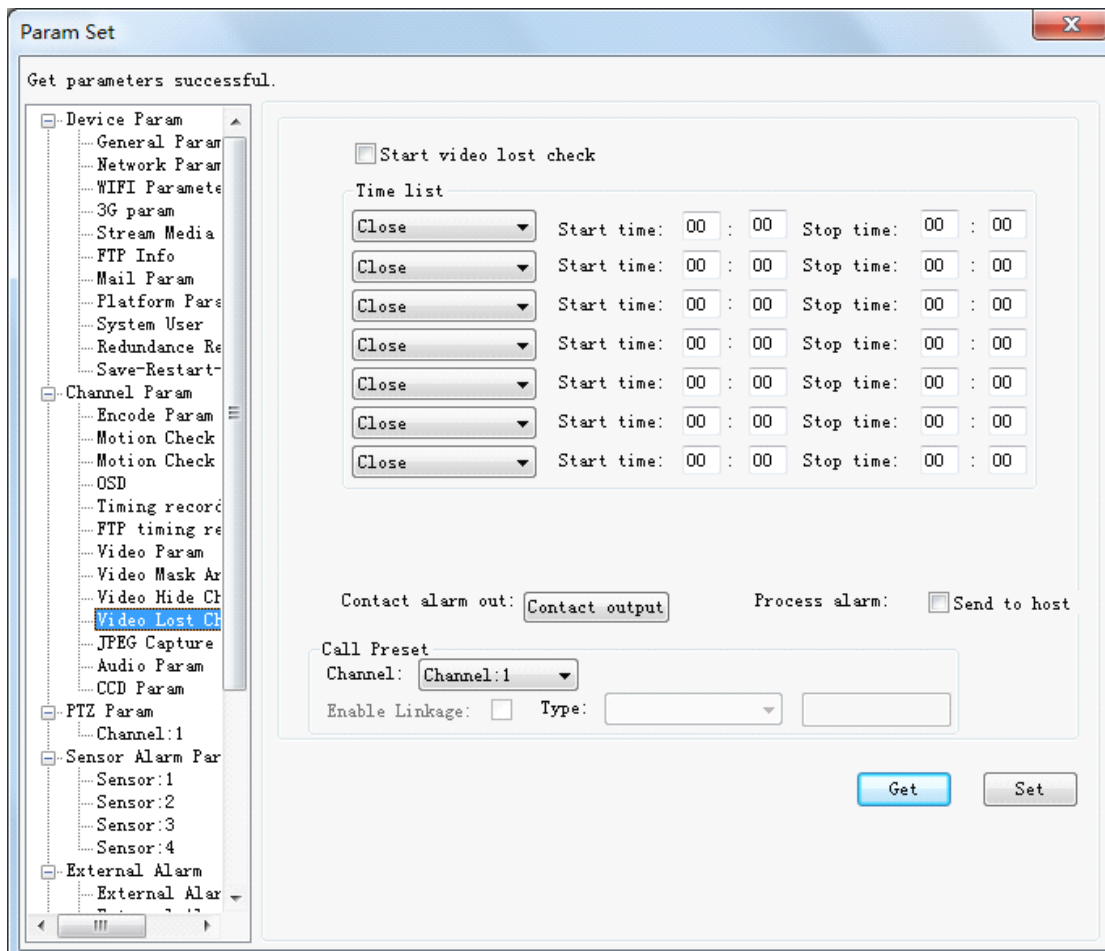 Param Set
Get parameters successful.
Device Param
General Param
Network Param
WIFI Paramete
3G param
Stream Media
FTP Info
Mail Param
Platform Para
System User
Redundance Re
Save-Restart-
Channel Param
Encode Param
Motion Check
Motion Check
OSD
Timing record
FTP timing re
Video Param
Video Mask Ar
Video Hide Ch
Video Lost Ch
JPEG Capture
Audio Param
CCD Param
PTZ Param
Channel:1
Sensor Alarm Par
Sensor:1
Sensor:2
Sensor:3
Sensor:4
External Alarm
External Alar
Start video lost check
Time list
Close Start time: 00 : 00 Stop time: 00 : 00
Close Start time: 00 : 00 Stop time: 00 : 00
Close Start time: 00 : 00 Stop time: 00 : 00
Close Start time: 00 : 00 Stop time: 00 : 00
Close Start time: 00 : 00 Stop time: 00 : 00
Close Start time: 00 : 00 Stop time: 00 : 00
Close Start time: 00 : 00 Stop time: 00 : 00
Contact alarm out: Contact output Process alarm: Send to host
Call Preset
Channel: Channel:1
Enable Linkage: Type:
Get Set